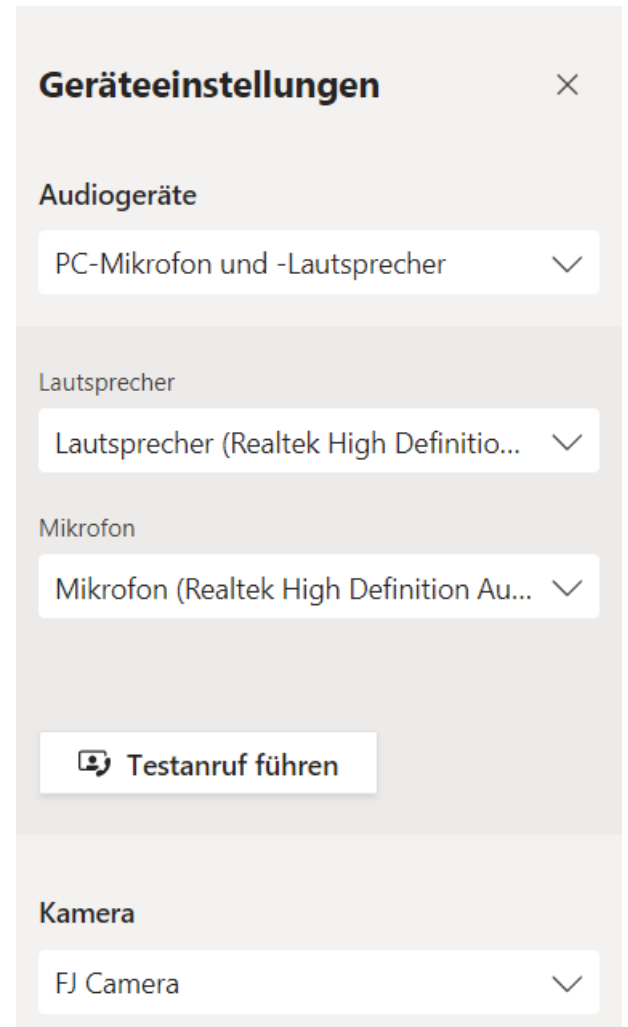 Geräteeinstellungen
Audiogeräte
PC-Mikrofon und -Lautsprecher
Lautsprecher
Lautsprecher (Realtek High Definitio...
Mikrofon
Mikrofon (Realtek High Definition Au...
Testanruf führen
Kamera
FJ Camera